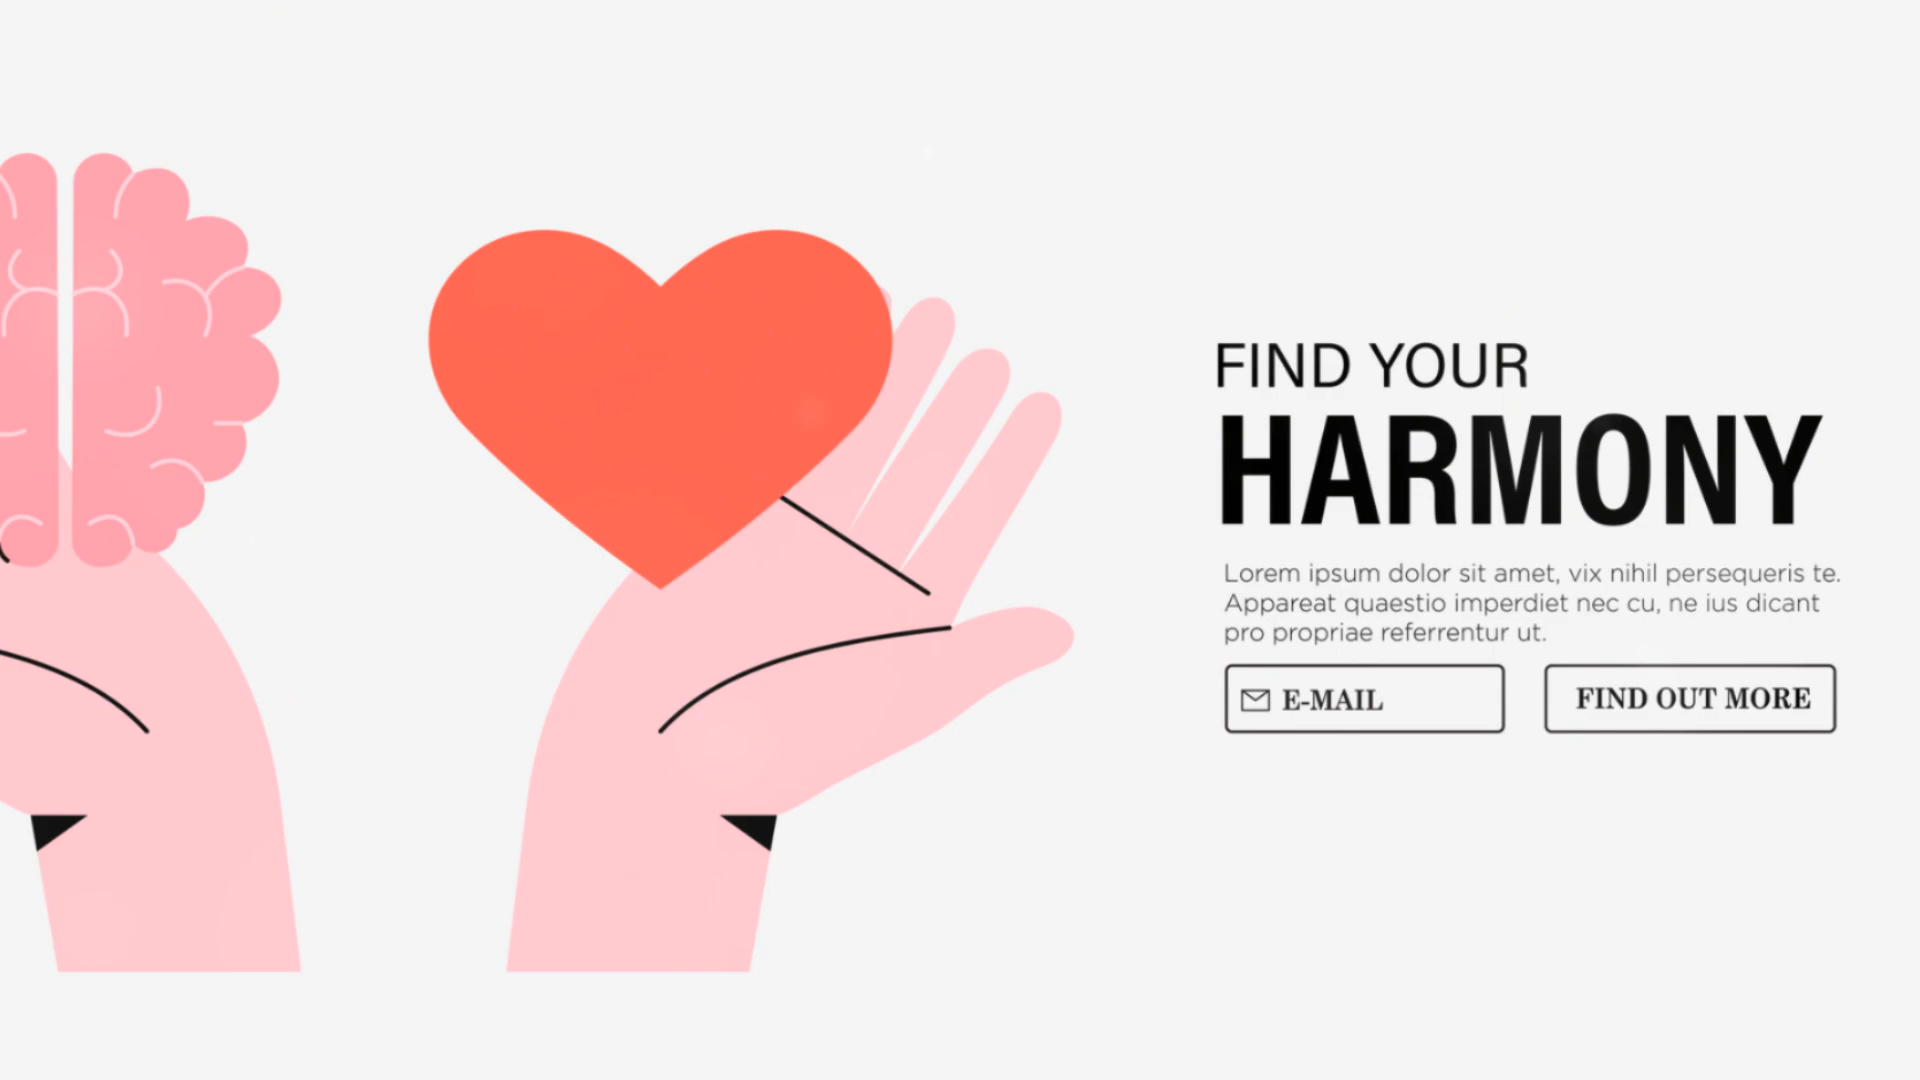 FIND YOUR
HARMONY
Lorem ipsum dolor sit amet, vix nihil persequeris te.
Appareat quaestio imperdiet nec cu, ne ius dicant
pro propriae referrentur ut.
E-MAIL
FIND OUT MORE